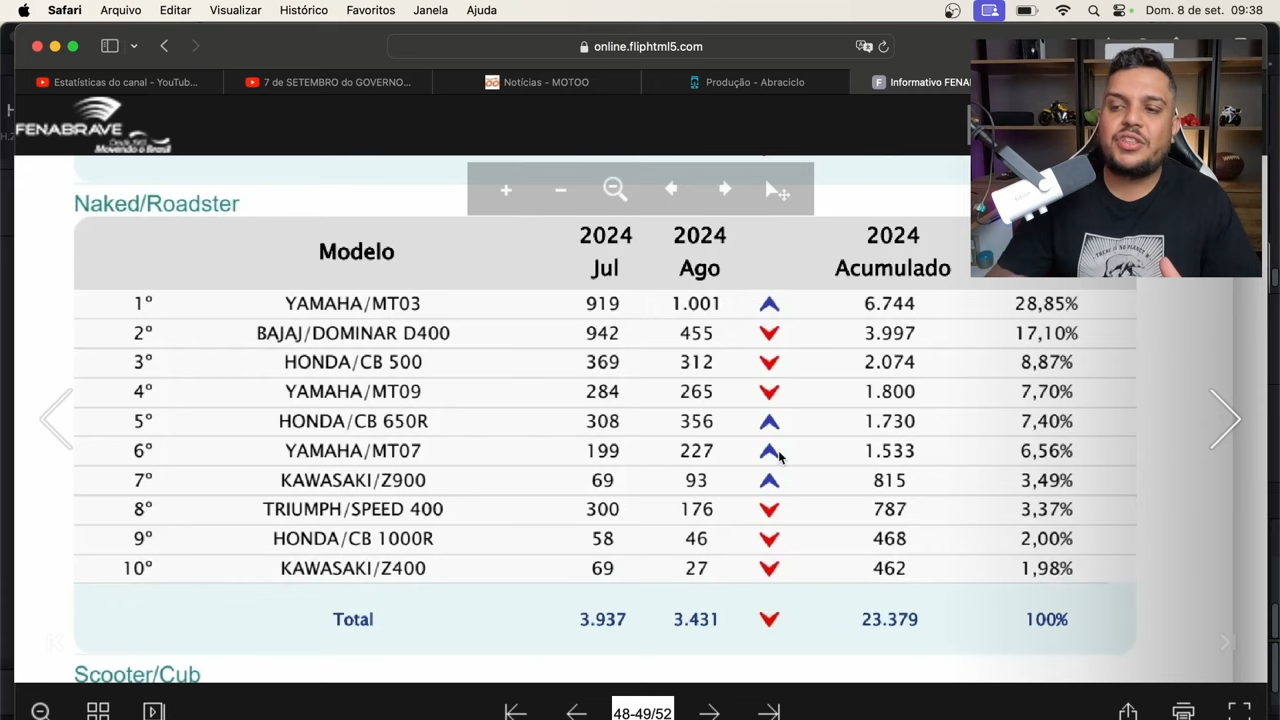 Safari Arquivo Editar Visualizar Histórico Favoritos Janela Ajuda Dom. 8 de set. 09:38
online.fliphtml5.com
Estatísticas do canal - YouTub... 7 de SETEMBRO do GOVERNO... Notícias - MOTOO Produção - Abraciclo F Informativo FENA
FENABRAVE
Desde 1965
Movendo o Brasil
Naked/Roadster
Modelo 2024 Jul 2024 Ago 2024 Acumulado
1º YAMAHA/MT03 919 1.001 6.744 28,85%
2º BAJAJ/DOMINAR D400 942 455 3.997 17,10%
3º HONDA/CB 500 369 312 2.074 8,87%
4º YAMAHA/MT09 284 265 1.800 7,70%
5º HONDA/CB 650R 308 356 1.730 7,40%
6º YAMAHA/MT07 199 227 1.533 6,56%
7º KAWASAKI/Z900 69 93 815 3,49%
8º TRIUMPH/SPEED 400 300 176 787 3,37%
9º HONDA/CB 1000R 58 46 468 2,00%
10º KAWASAKI/Z400 69 27 462 1,98%
Total 3.937 3.431 23.379 100%
Scooter/Cub
48-49/52